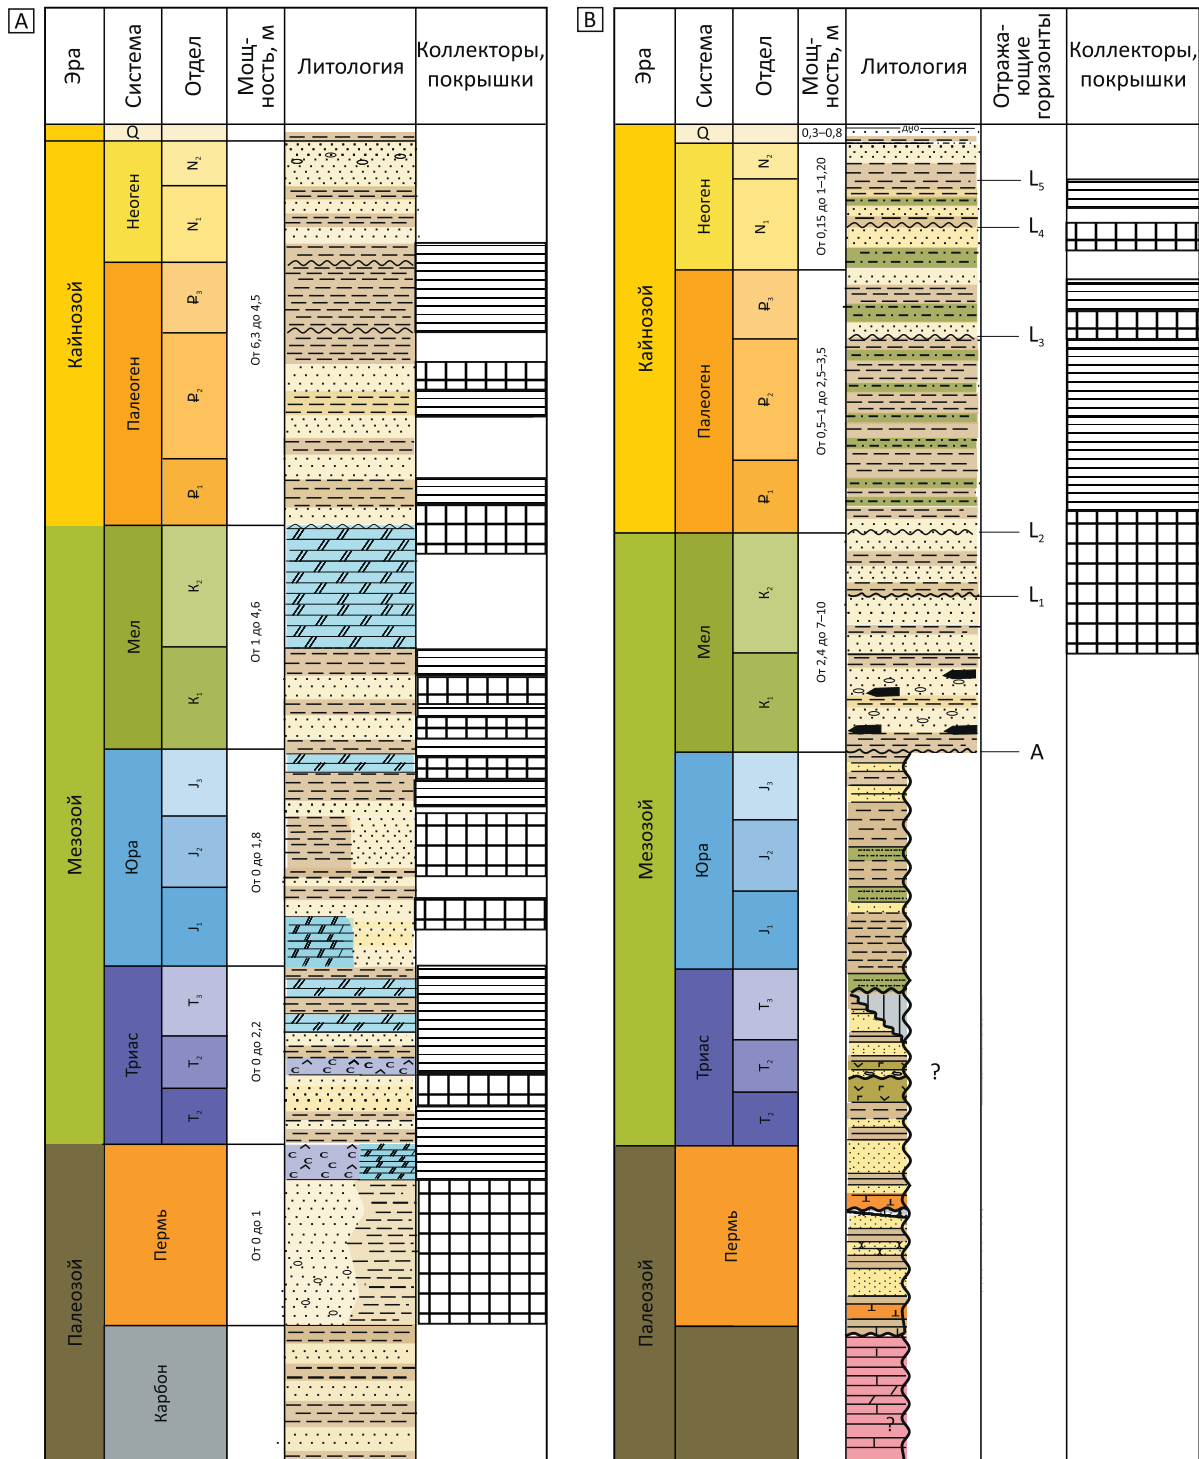 A
Эра
Система
Отдел
Мощ-
ность, м
Литология
Коллекторы,
покрышки
Кайнозой
Мезозой
Палеозой
Q
Неоген
Палеоген
Мел
Юра
Триас
Пермь
Карбон
N₂
N₁
₽₃
₽₂
₽₁
K₂
K₁
J₃
J₂
J₁
T₃
T₂
T₂
От 6,3 до 4,5
От 1 до 4,6
От 0 до 1,8
От 0 до 2,2
От 0 до 1
B
Эра
Система
Отдел
Мощ-
ность, м
Литология
Отража-
ющие
горизонты
Коллекторы,
покрышки
Кайнозой
Мезозой
Палеозой
Q
Неоген
Палеоген
Мел
Юра
Триас
Пермь
N₂
N₁
₽₃
₽₂
₽₁
K₂
K₁
J₃
J₂
J₁
T₃
T₂
T₂
0,3–0,8
От 0,15 до 1–1,20
От 0,5–1 до 2,5–3,5
От 2,4 до 7–10
дно
L₅
L₄
L₃
L₂
L₁
A
?
?